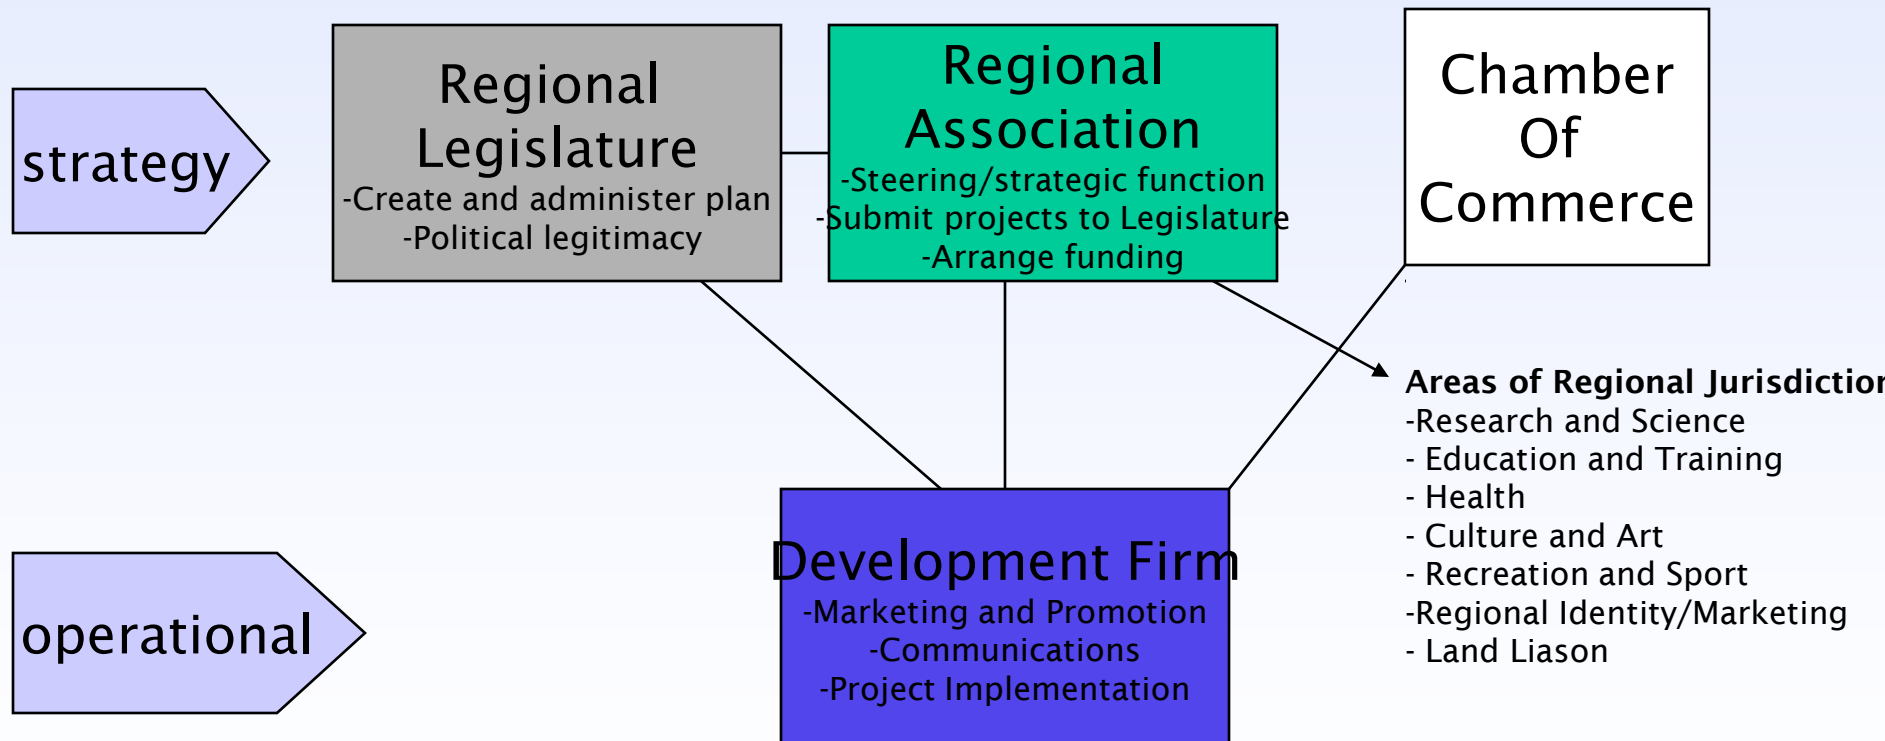 strategy
Regional
Legislature
-Create and administer plan
-Political legitimacy
Regional
Association
-Steering/strategic function
-Submit projects to Legislature
-Arrange funding
Chamber
Of
Commerce
Areas of Regional Jurisdiction
-Research and Science
- Education and Training
- Health
- Culture and Art
- Recreation and Sport
-Regional Identity/Marketing
- Land Liason
operational
Development Firm
-Marketing and Promotion
-Communications
-Project Implementation